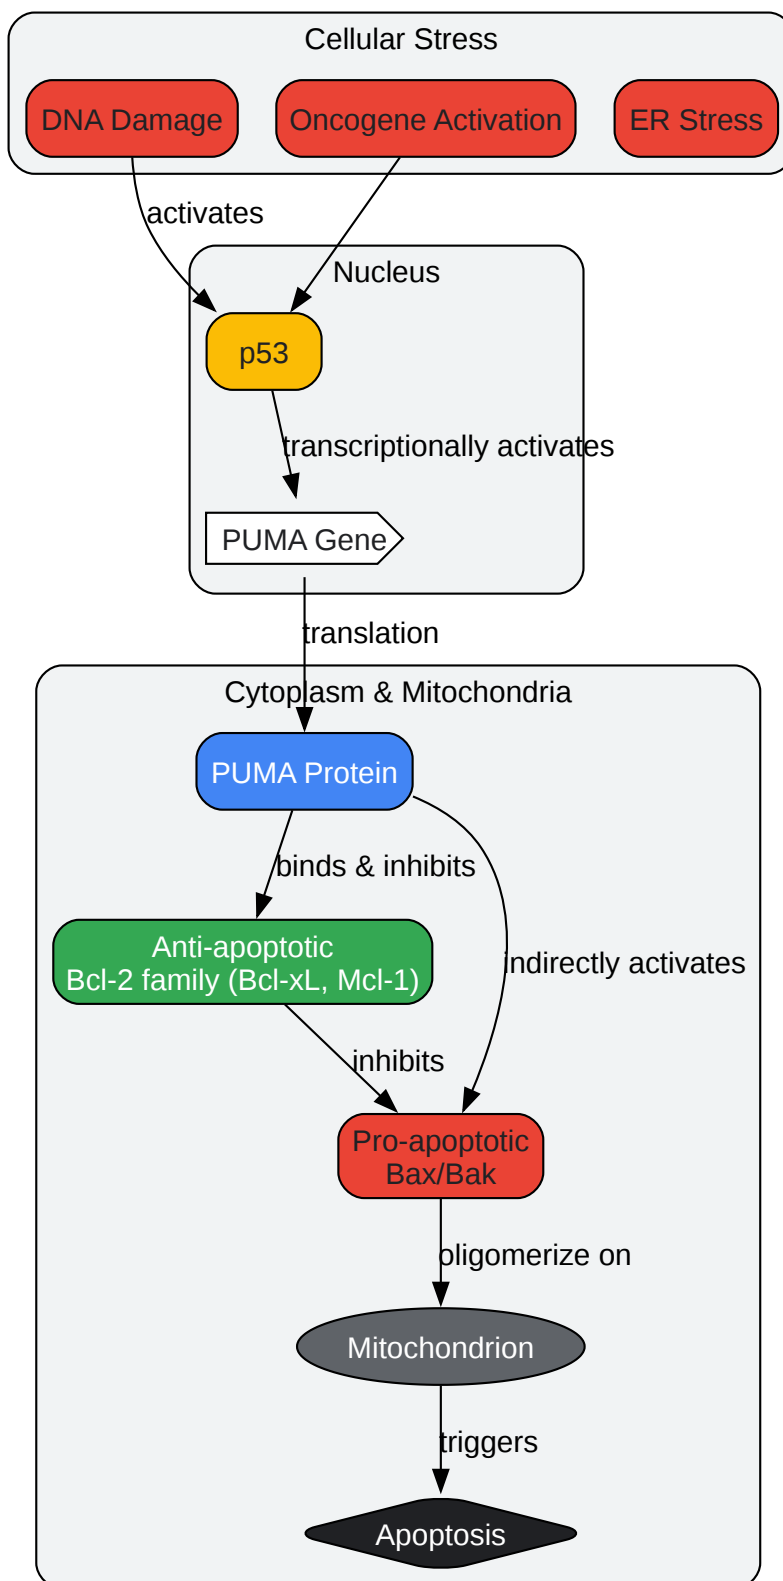 Cellular Stress
DNA Damage
Oncogene Activation
ER Stress
activates
Nucleus
p53
transcriptionally activates
PUMA Gene
translation
Cytoplasm & Mitochondria
PUMA Protein
binds & inhibits
Anti-apoptotic
Bcl-2 family (Bcl-xL, Mcl-1)
indirectly activates
inhibits
Pro-apoptotic
Bax/Bak
oligomerize on
Mitochondrion
triggers
Apoptosis